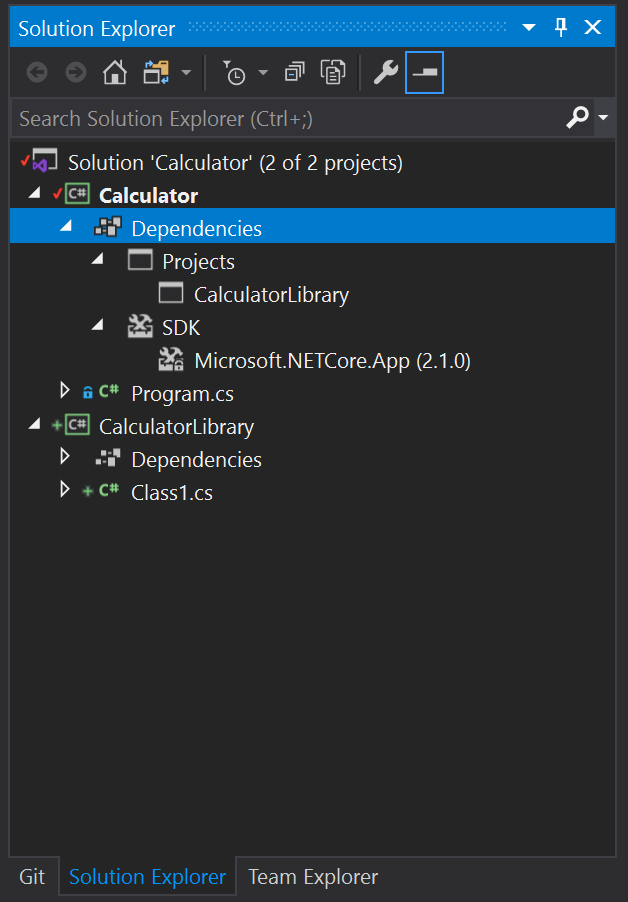 Solution Explorer
Search Solution Explorer (Ctrl+;)
Solution 'Calculator' (2 of 2 projects)
C# Calculator
Dependencies
Projects
CalculatorLibrary
SDK
Microsoft.NETCore.App (2.1.0)
C# Program.cs
C# CalculatorLibrary
Dependencies
C# Class1.cs
Git Solution Explorer Team Explorer